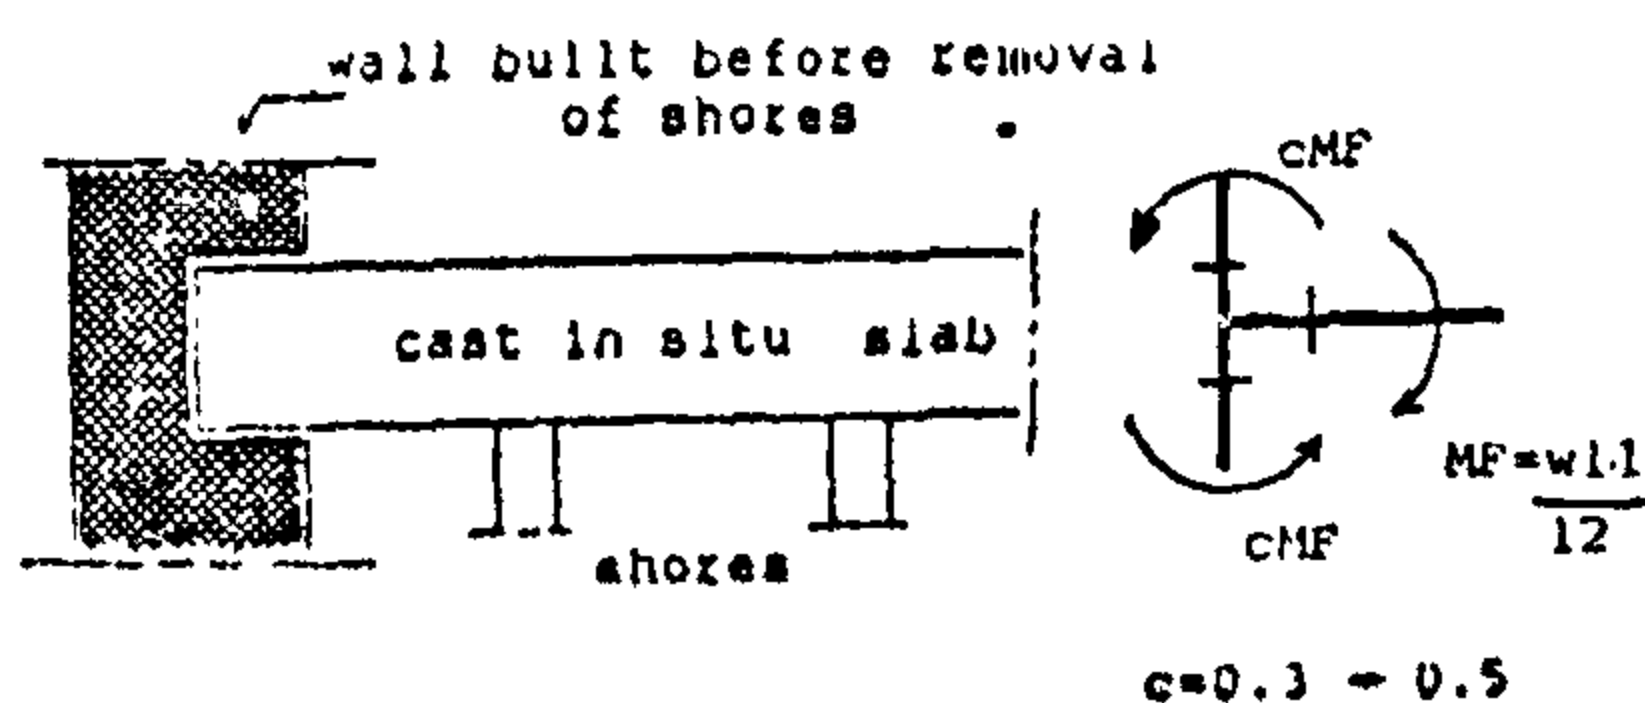 wall built before removal
of shores
cMF
cast in situ slab
MF=wl.l
12
cMF
shores
c=0.3 - 0.5